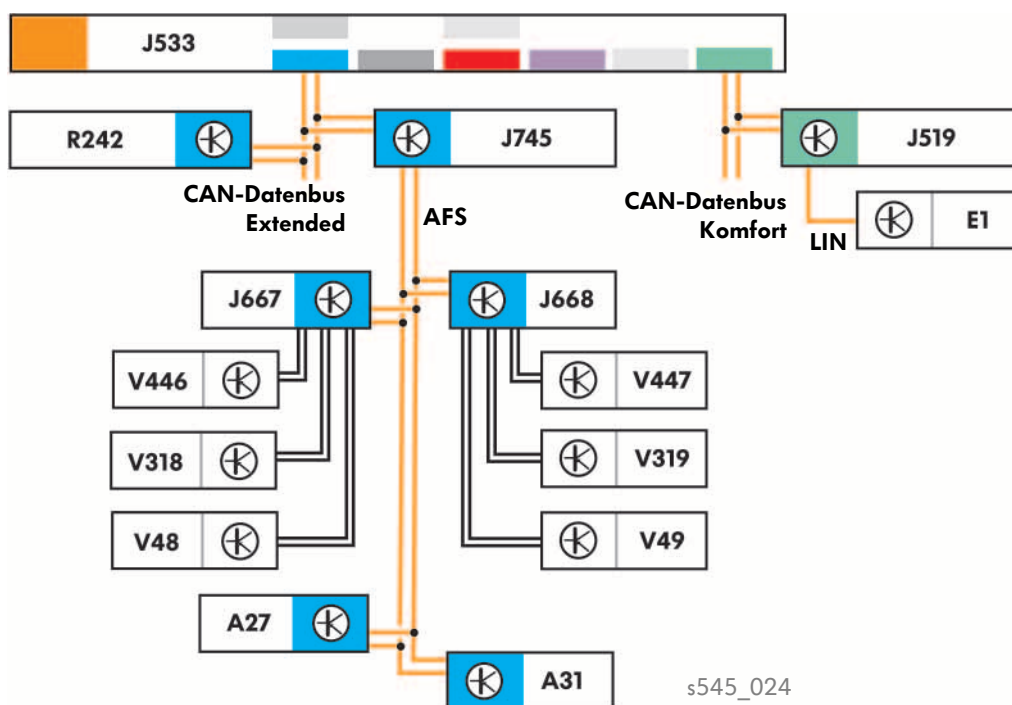 J533
R242
J745
J519
CAN-Datenbus
Extended
AFS
CAN-Datenbus
Komfort
LIN
E1
J667
J668
V446
V447
V318
V319
V48
V49
A27
A31
s545_024